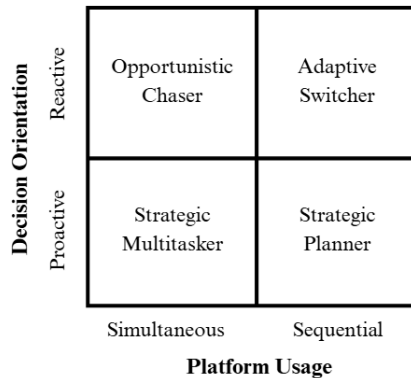 Decision Orientation
Reactive
Opportunistic
Chaser
Adaptive
Switcher
Proactive
Strategic
Multitasker
Strategic
Planner
Simultaneous
Sequential
Platform Usage